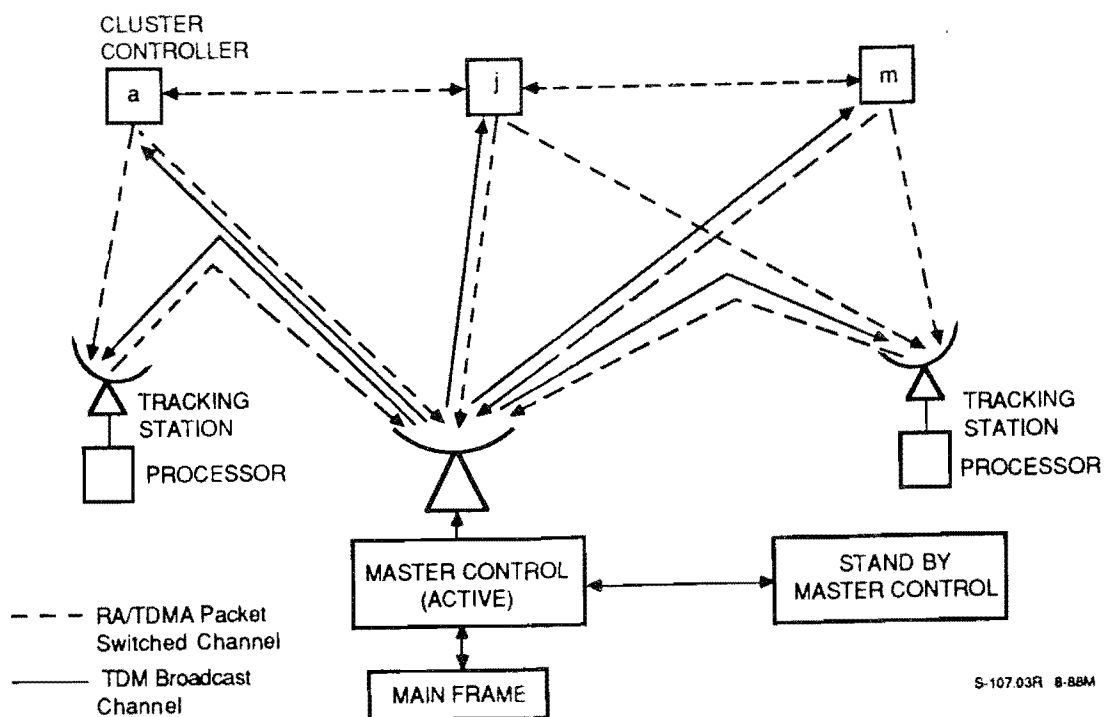 CLUSTER
CONTROLLER
a
j
m
TRACKING
STATION
PROCESSOR
TRACKING
STATION
PROCESSOR
MASTER CONTROL
(ACTIVE)
STAND BY
MASTER CONTROL
MAIN FRAME
RA/TDMA Packet
Switched Channel
TDM Broadcast
Channel
S-107.03R 8-88M